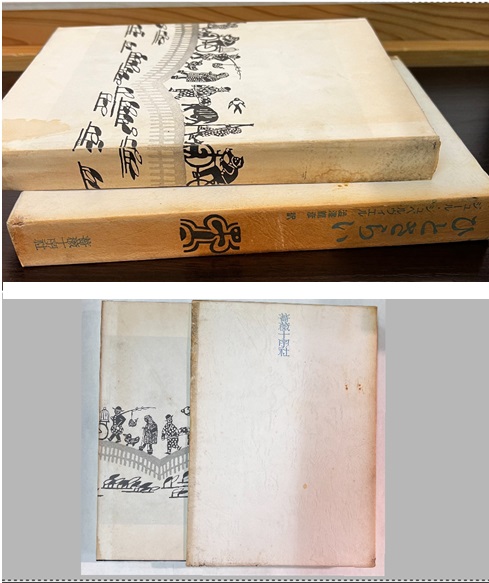 ひとさらい
ジュール・シュペルヴィエル
澁澤龍彦 訳
薔薇十字社
薔薇十字社